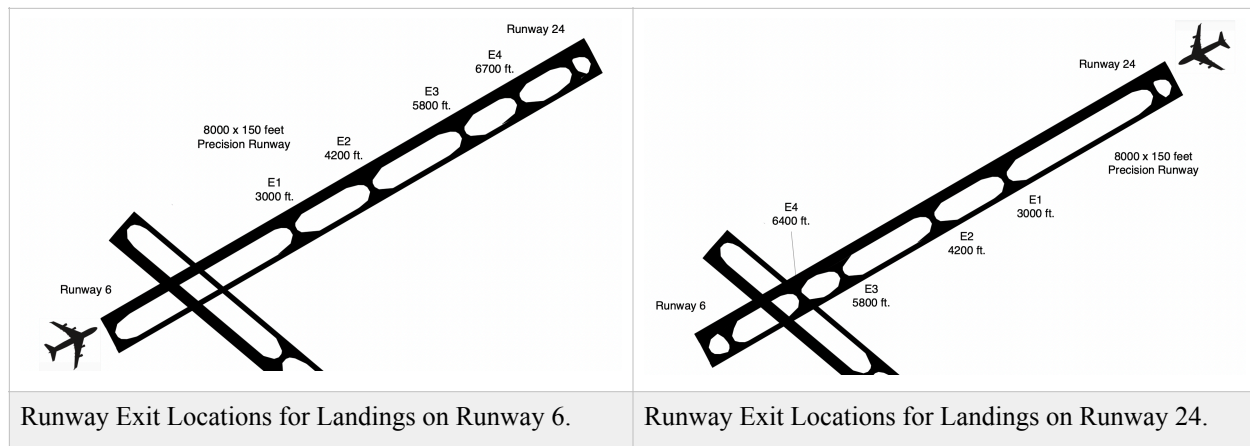 Runway 24
E4
6700 ft.
E3
5800 ft.
8000 x 150 feet
Precision Runway
E2
4200 ft.
E1
3000 ft.
Runway 6
Runway Exit Locations for Landings on Runway 6.
Runway 24
8000 x 150 feet
Precision Runway
E1
3000 ft.
E4
6400 ft.
E2
4200 ft.
E3
5800 ft.
Runway 6
Runway Exit Locations for Landings on Runway 24.